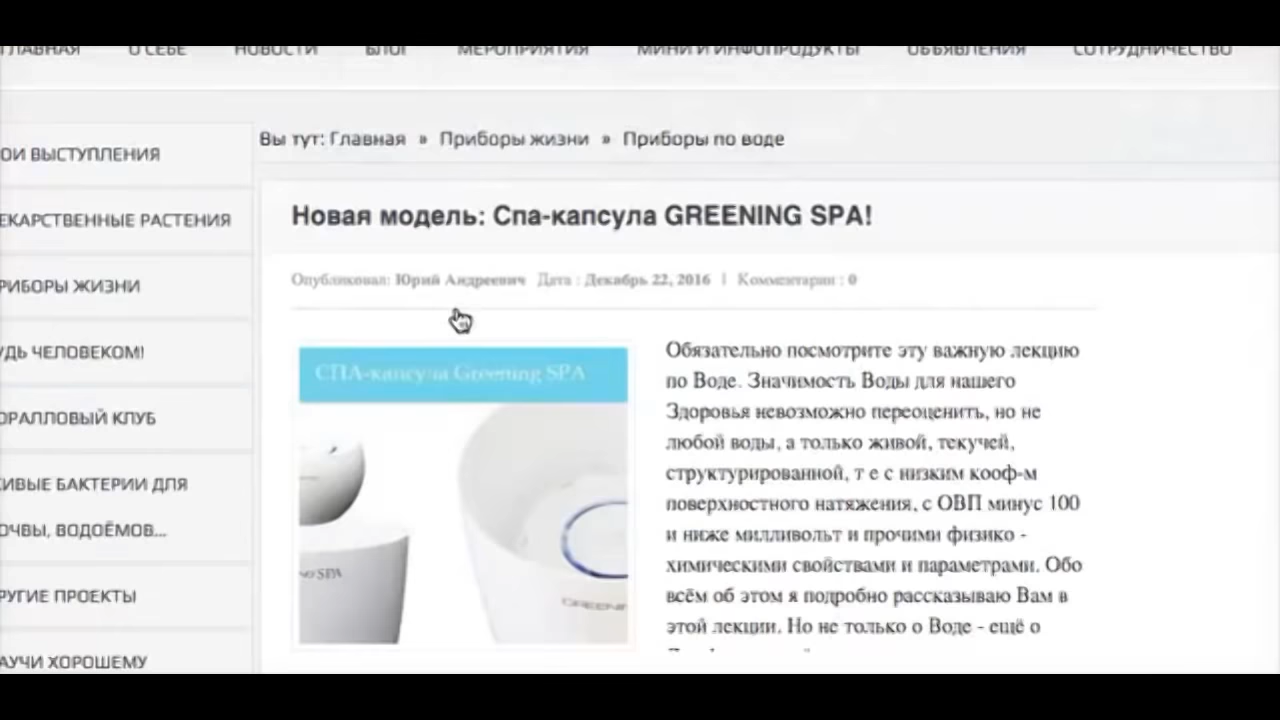 ГЛАВНАЯ О СЕБЕ НОВОСТИ БЛОГ МЕРОПРИЯТИЯ МИНИ И ИНФОПРОДУКТЫ ОБЪЯВЛЕНИЯ СОТРУДНИЧЕСТВО
Вы тут: Главная » Приборы жизни » Приборы по воде
ОИ ВЫСТУПЛЕНИЯ
ЕКАРСТВЕННЫЕ РАСТЕНИЯ
РИБОРЫ ЖИЗНИ
УДЬ ЧЕЛОВЕКОМ!
ОРАЛЛОВЫЙ КЛУБ
ИВЫЕ БАКТЕРИИ ДЛЯ
ОЧВЫ, ВОДОЁМОВ...
РУГИЕ ПРОЕКТЫ
АУЧИ ХОРОШЕМУ
Новая модель: Спа-капсула GREENING SPA!
Опубликовал: Юрий Андреевич Дата : Декабрь 22, 2016 | Комментарии : 0
СПА-капсула Greening SPA
SPA
GREENIN
Обязательно посмотрите эту важную лекцию
по Воде. Значимость Воды для нашего
Здоровья невозможно переоценить, но не
любой воды, а только живой, текучей,
структурированной, т е с низким кооф-м
поверхностного натяжения, с ОВП минус 100
и ниже милливольт и прочими физико -
химическими свойствами и параметрами. Обо
всём об этом я подробно рассказываю Вам в
этой лекции. Но не только о Воде - ещё о